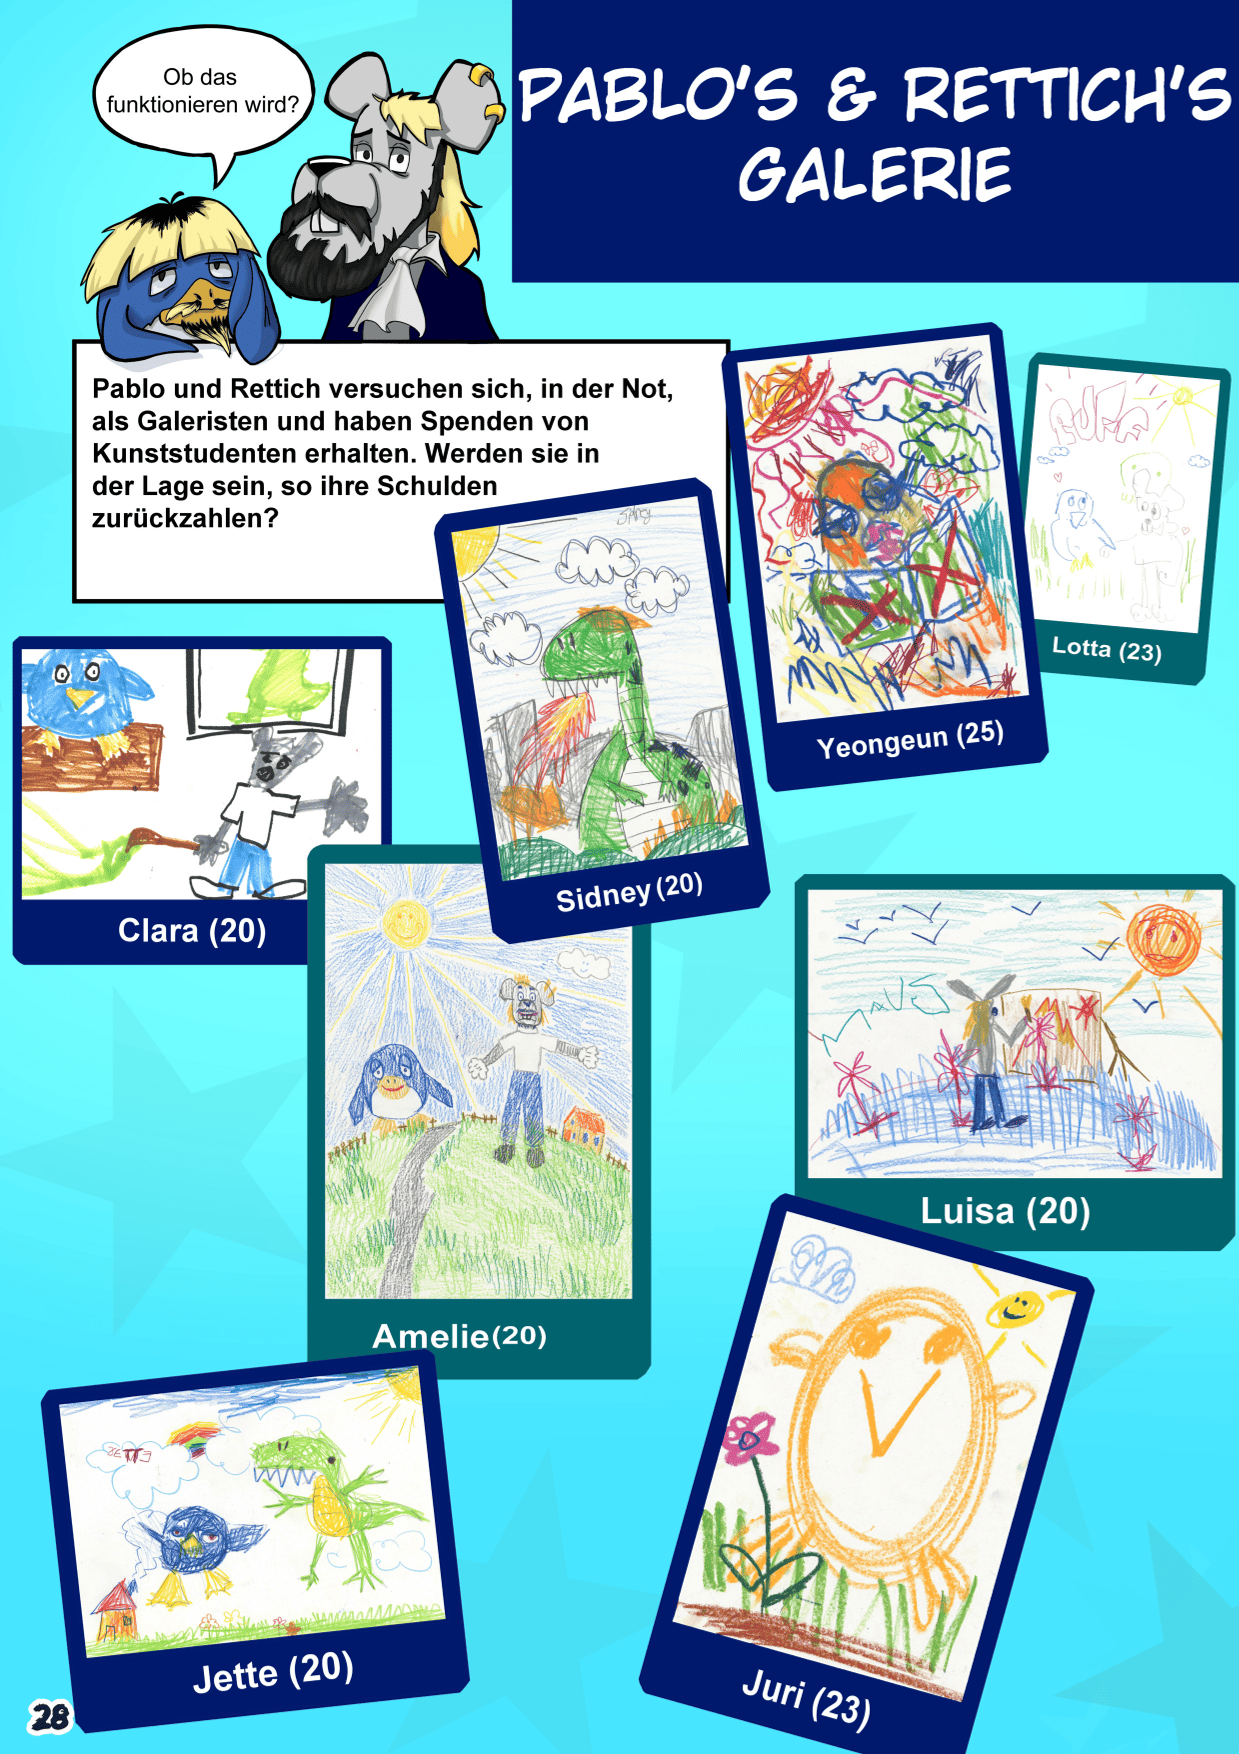 Ob das
funktionieren wird?
PABLO'S & RETTICH'S
GALERIE
Pablo und Rettich versuchen sich, in der Not,
als Galeristen und haben Spenden von
Kunststudenten erhalten. Werden sie in
der Lage sein, so ihre Schulden
zurückzahlen?
Sidney
Sidney (20)
Yeongeun (25)
Lotta (23)
Clara (20)
Amelie (20)
Luisa (20)
JETTE
Jette (20)
Juri (23)
28